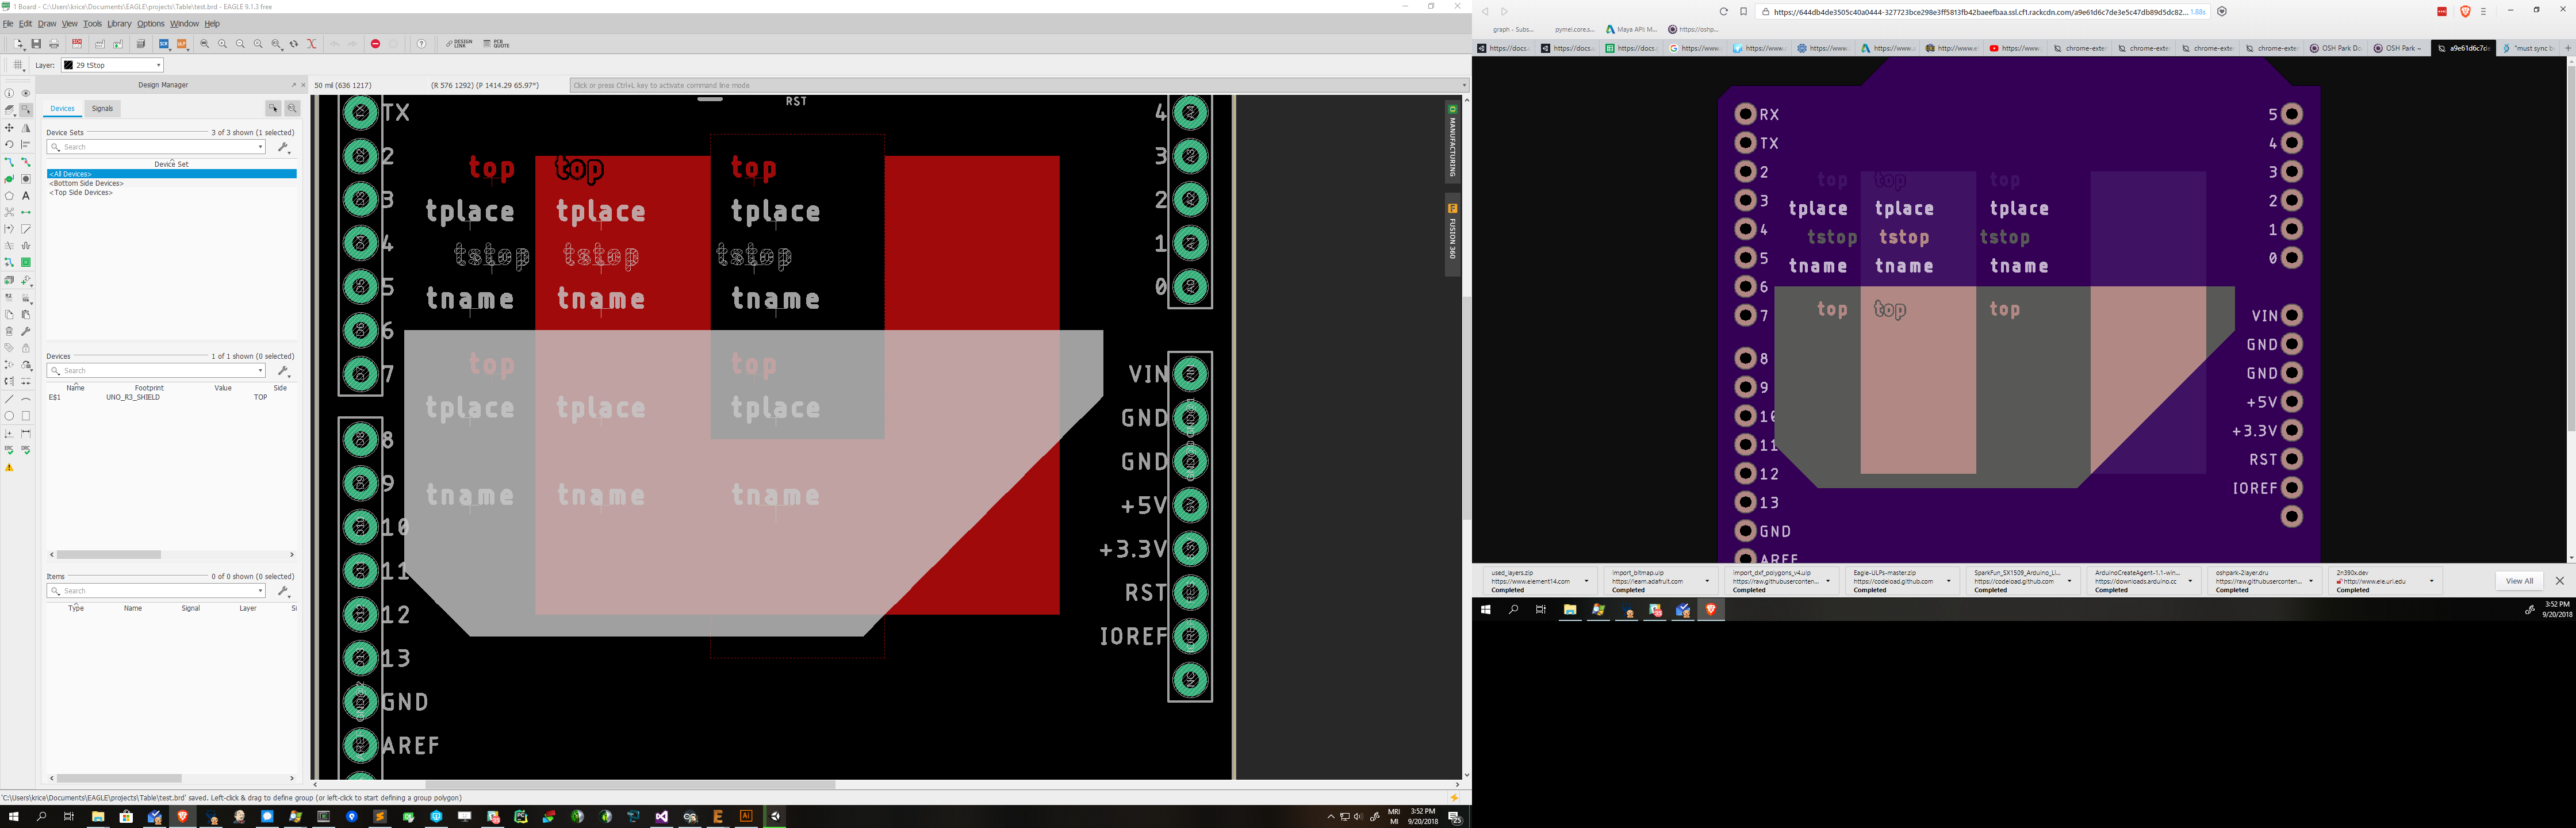 1 Board - C:\Users\krice\Documents\EAGLE\projects\Table\test.brd - EAGLE 9.1.3 free
File Edit Draw View Tools Library Options Window Help
DESIGN LINK
PCB QUOTE
Layer: 29 tStop
Design Manager
50 mil (636 1217)
(R 576 1292) (P 1414.29 65.97°)
Click or press Ctrl+L key to activate command line mode
Devices Signals
Device Sets 3 of 3 shown (1 selected)
Search
Device Set
<All Devices>
<Bottom Side Devices>
<Top Side Devices>
Devices 1 of 1 shown (0 selected)
Search
Name Footprint Value Side
E$1 UNO_R3_SHIELD TOP
Items 0 of 0 shown (0 selected)
Search
Type Name Signal Layer Si
RST
TX
2
3
4
5
6
7
8
9
10
11
12
13
GND
AREF
top top top
tplace tplace tplace
tstop tstop tstop
tname tname tname
top top
tplace tplace tplace
tname tname tname
4
3
2
1
0
VIN
GND
GND
+5V
+3.3V
RST
IOREF
MANUFACTURING
FUSION 360
'C:\Users\krice\Documents\EAGLE\projects\Table\test.brd' saved. Left-click & drag to define group (or left-click to start defining a group polygon)
MRI
MI
3:52 PM
9/20/2018
25
https://644db4de3505c40a0444-327723bce298e3ff5813fb42baeefbaa.ssl.cf1.rackcdn.com/a9e61d6c7de3e5c47db89d5dc82... 1.88s
graph - Subs... pymel.core.s... Maya API: M... https://oshp...
https://docs. https://docs. https://docs. https://www. https://www. https://www. https://www. http://www.e https://www. chrome-exte chrome-exte chrome-exte chrome-exte OSH Park Do OSH Park ~ a9e61d6c7de "must sync b
RX
TX
2
3
4
5
6
7
8
9
10
11
12
13
GND
AREF
top top top
tplace tplace tplace
tstop tstop tstop
tname tname tname
top top top
5
4
3
2
1
0
VIN
GND
GND
+5V
+3.3V
RST
IOREF
used_layers.zip
https://www.element14.com
Completed
import_bitmap.ulp
https://learn.adafruit.com
Completed
import_dxf_polygons_v4.ulp
https://raw.githubuserconten...
Completed
Eagle-ULPs-master.zip
https://codeload.github.com
Completed
SparkFun_SX1509_Arduino_Li...
https://codeload.github.com
Completed
ArduinoCreateAgent-1.1-win...
https://downloads.arduino.cc
Completed
oshpark-2layer.dru
https://raw.githubuserconten...
Completed
2n390x.dev
http://www.ele.uri.edu
Completed
View All
3:52 PM
9/20/2018